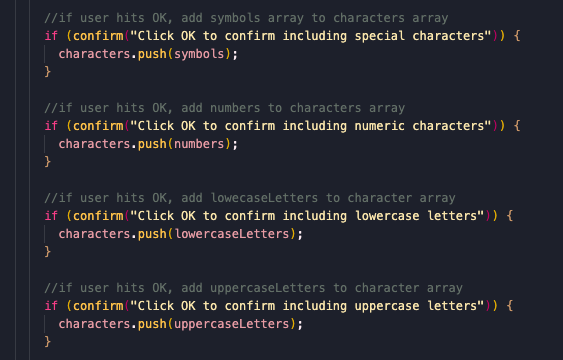 //if user hits OK, add symbols array to characters array
if (confirm("Click OK to confirm including special characters")) {
characters.push(symbols);
}
//if user hits OK, add numbers to characters array
if (confirm("Click OK to confirm including numeric characters")) {
characters.push(numbers);
}
//if user hits OK, add lowecaseLetters to character array
if (confirm("Click OK to confirm including lowercase letters")) {
characters.push(lowercaseLetters);
}
//if user hits OK, add uppercaseLetters to character array
if (confirm("Click OK to confirm including uppercase letters")) {
characters.push(uppercaseLetters);
}